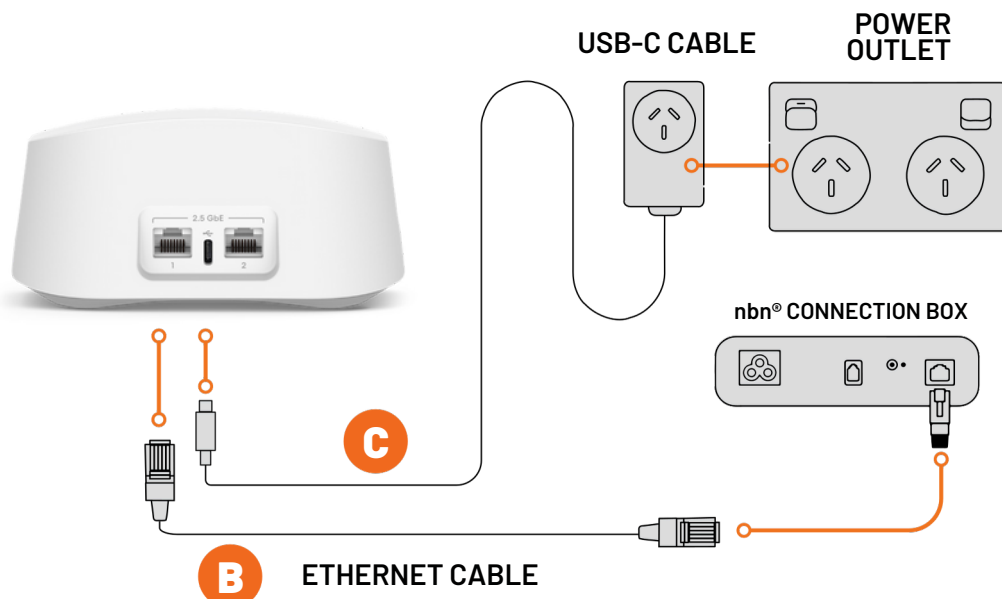 USB-C CABLE
POWER
OUTLET
2.5 GbE
1
2
nbn® CONNECTION BOX
C
B
ETHERNET CABLE